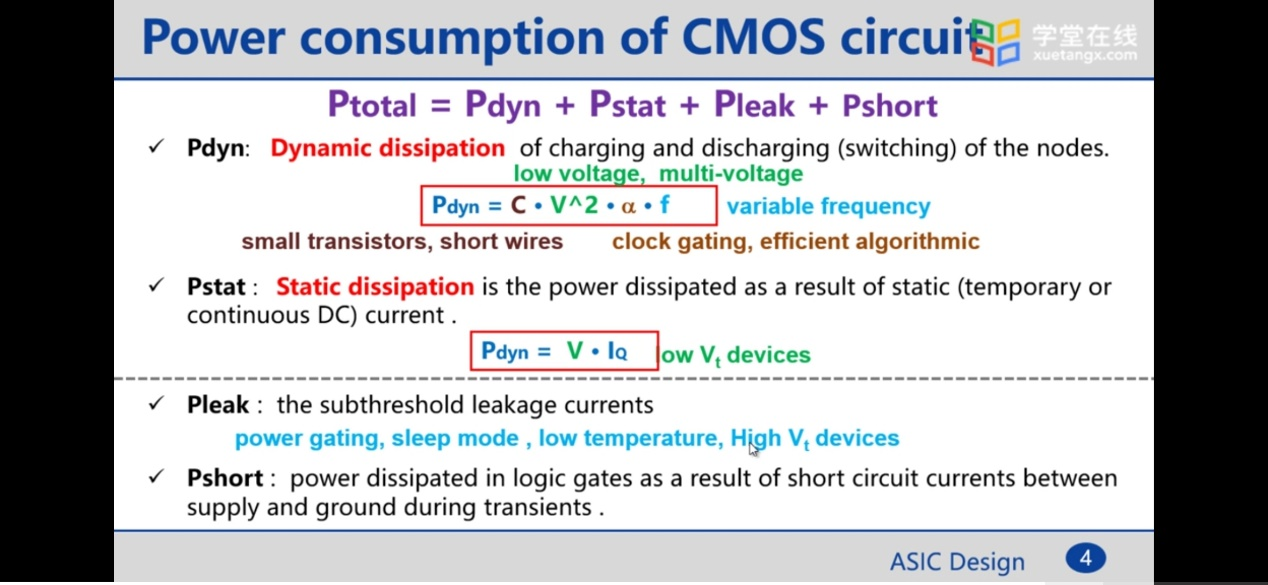 Power consumption of CMOS circuit
学堂在线
xuetangx.com
Ptotal = Pdyn + Pstat + Pleak + Pshort
✓ Pdyn: Dynamic dissipation of charging and discharging (switching) of the nodes.
low voltage, multi-voltage
Pdyn = C • V^2 • α • f variable frequency
small transistors, short wires clock gating, efficient algorithmic
✓ Pstat : Static dissipation is the power dissipated as a result of static (temporary or
continuous DC) current .
Pdyn = V • IQ low Vt devices
✓ Pleak : the subthreshold leakage currents
power gating, sleep mode , low temperature, High Vt devices
✓ Pshort : power dissipated in logic gates as a result of short circuit currents between
supply and ground during transients .
ASIC Design 4